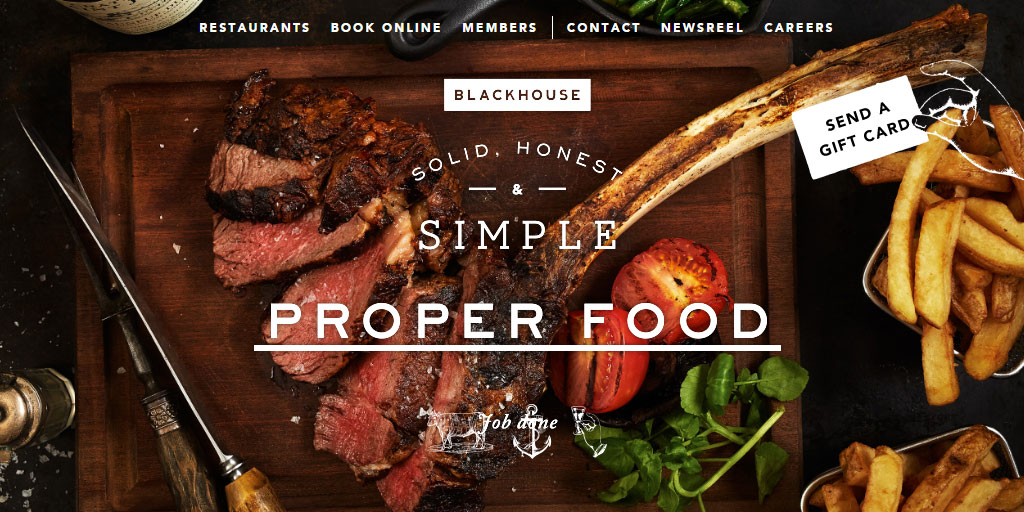 RESTAURANTS BOOK ONLINE MEMBERS CONTACT NEWSREEL CAREERS
BLACKHOUSE
SEND A
GIFT CARD
SOLID, HONEST
&
SIMPLE
PROPER FOOD
Job done